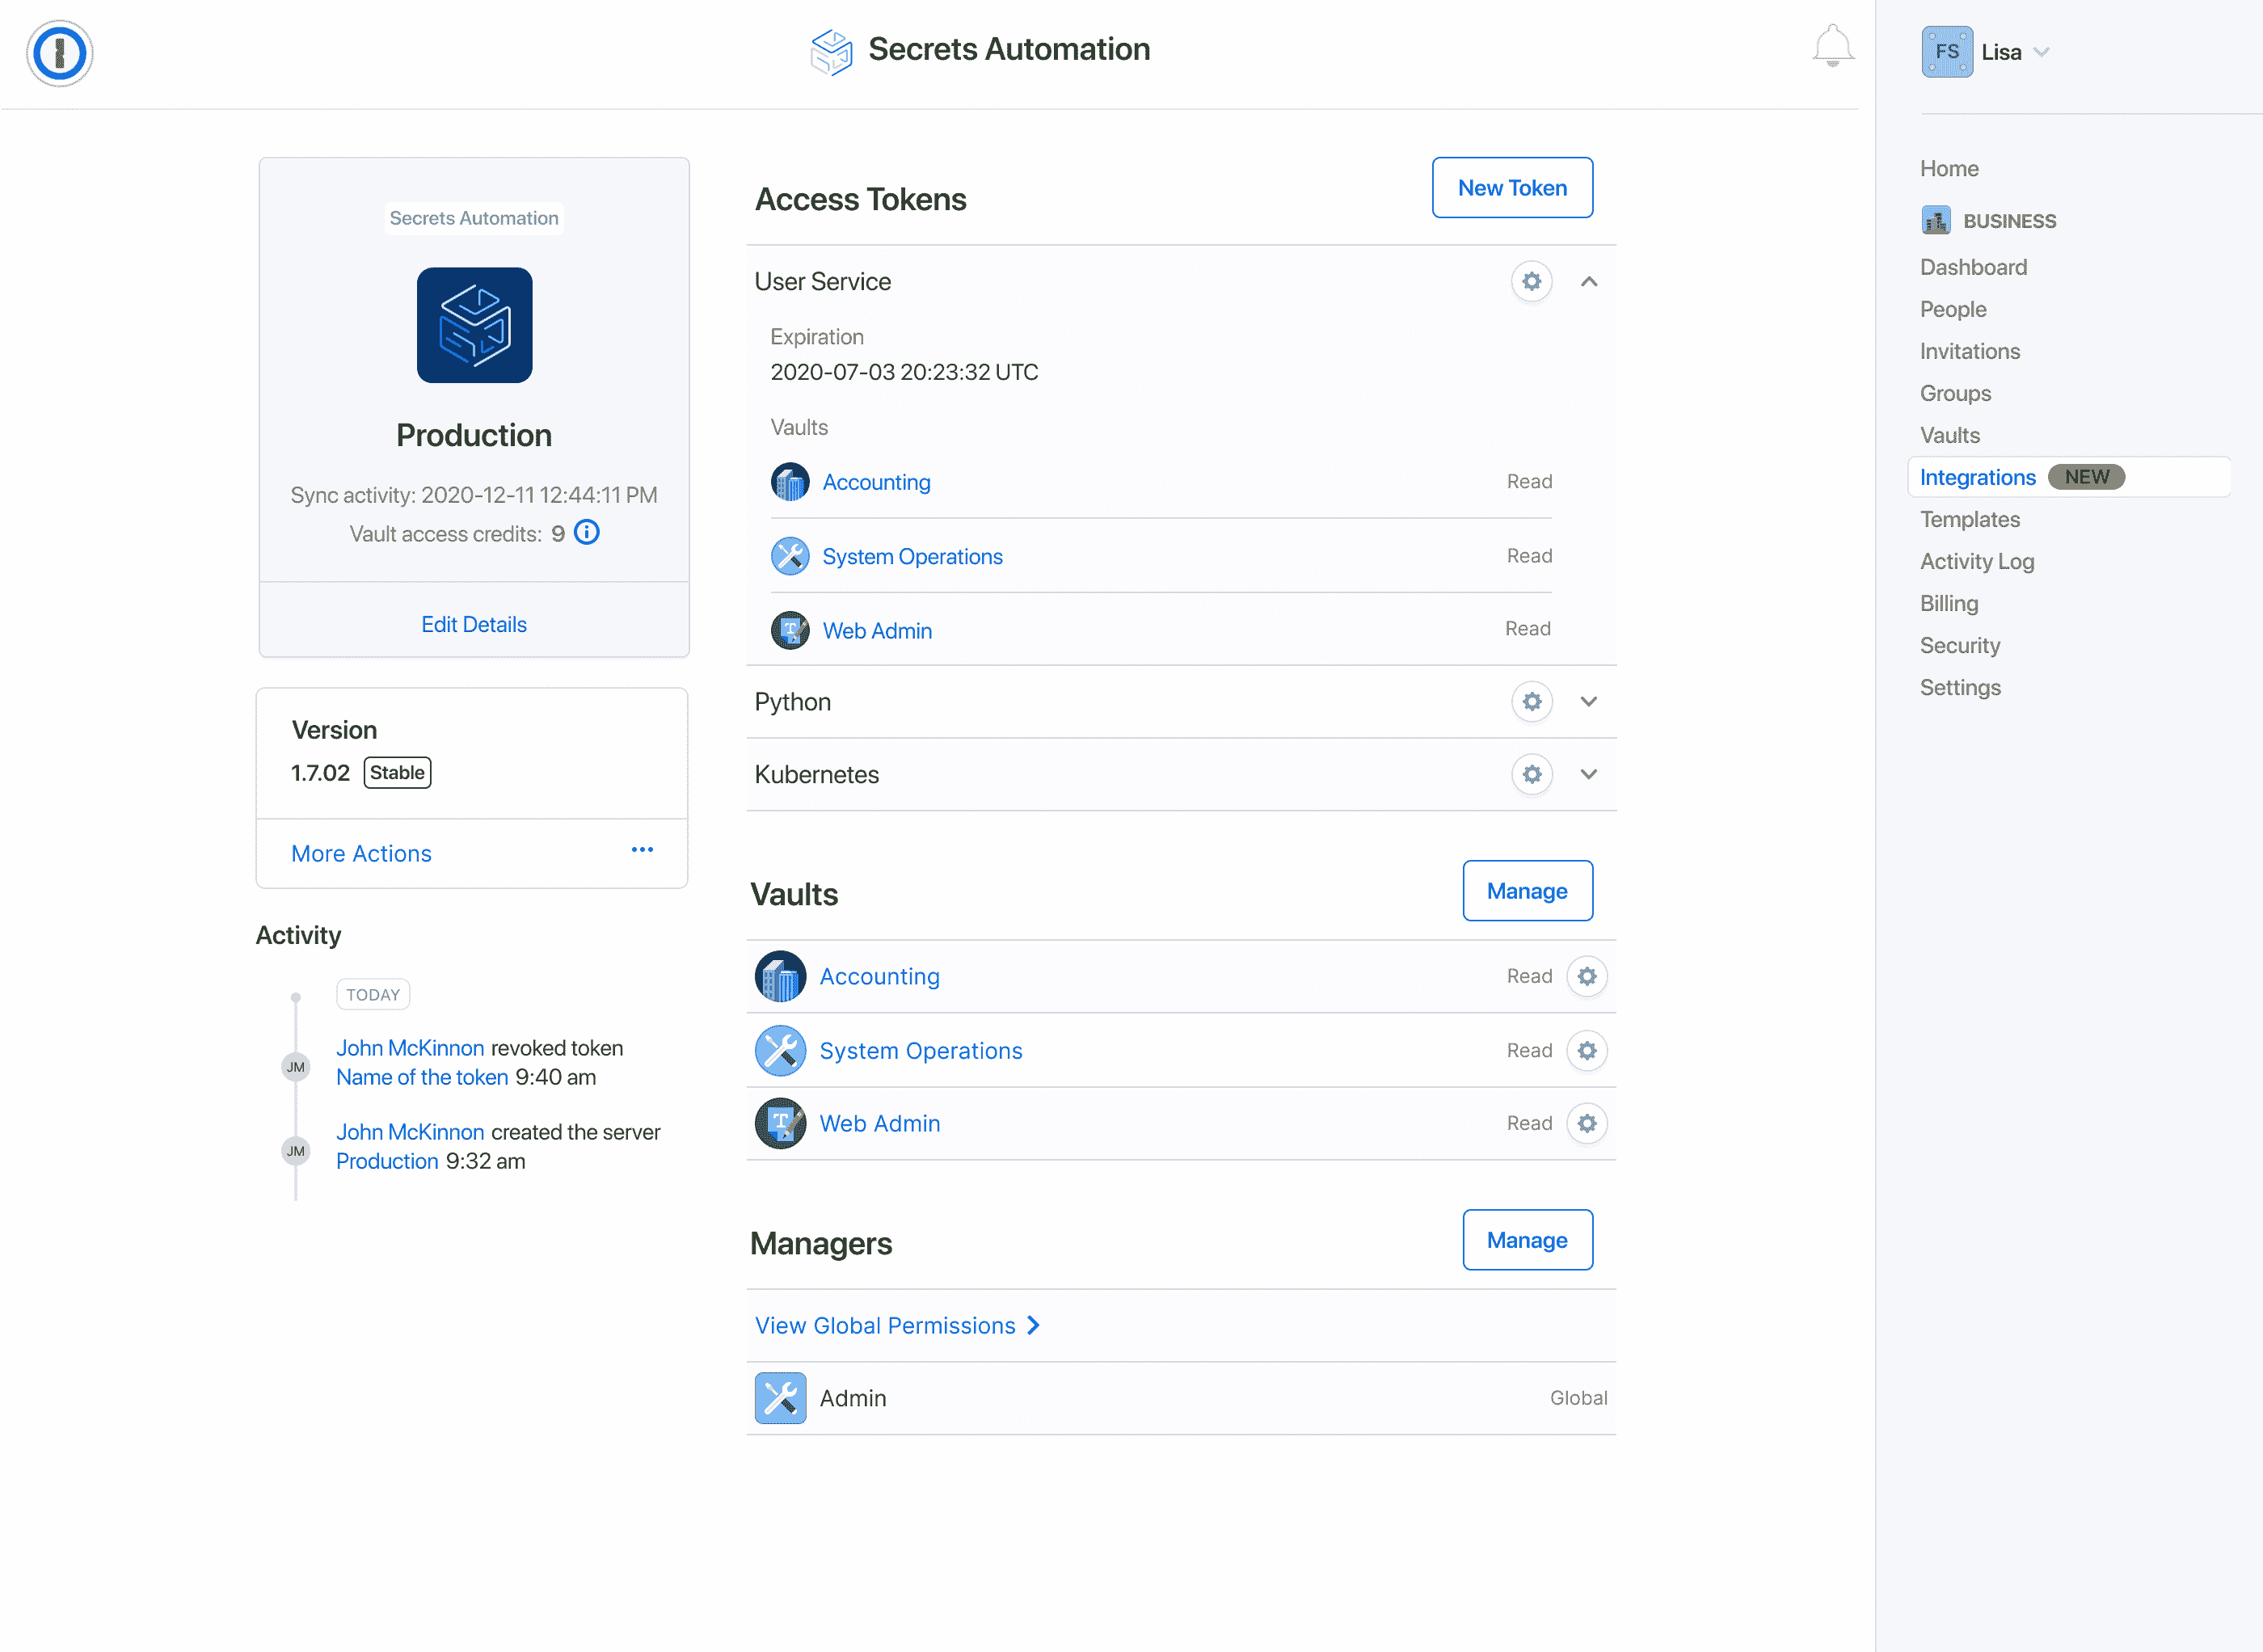 Secrets Automation
FS Lisa
Secrets Automation
Production
Sync activity: 2020-12-11 12:44:11 PM
Vault access credits: 9
Edit Details
Version
1.7.02 Stable
More Actions
Activity
TODAY
JM
John McKinnon revoked token
Name of the token 9:40 am
JM
John McKinnon created the server
Production 9:32 am
Access Tokens
New Token
User Service
Expiration
2020-07-03 20:23:32 UTC
Vaults
Accounting Read
System Operations Read
Web Admin Read
Python
Kubernetes
Vaults
Manage
Accounting Read
System Operations Read
Web Admin Read
Managers
Manage
View Global Permissions
Admin Global
Home
BUSINESS
Dashboard
People
Invitations
Groups
Vaults
Integrations NEW
Templates
Activity Log
Billing
Security
Settings